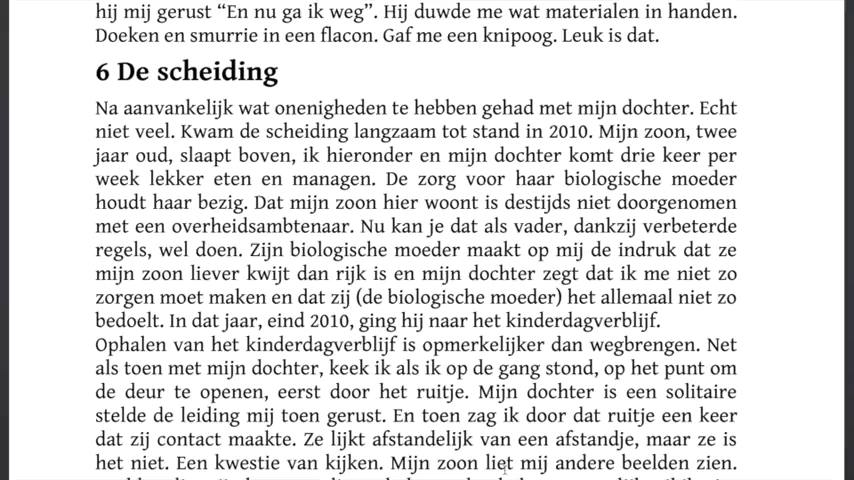 hij mij gerust “En nu ga ik weg”. Hij duwde me wat materialen in handen.
Doeken en smurrie in een flacon. Gaf me een knipoog. Leuk is dat.
6 De scheiding
Na aanvankelijk wat onenigheden te hebben gehad met mijn dochter. Echt
niet veel. Kwam de scheiding langzaam tot stand in 2010. Mijn zoon, twee
jaar oud, slaapt boven, ik hieronder en mijn dochter komt drie keer per
week lekker eten en managen. De zorg voor haar biologische moeder
houdt haar bezig. Dat mijn zoon hier woont is destijds niet doorgenomen
met een overheidsambtenaar. Nu kan je dat als vader, dankzij verbeterde
regels, wel doen. Zijn biologische moeder maakt op mij de indruk dat ze
mijn zoon liever kwijt dan rijk is en mijn dochter zegt dat ik me niet zo
zorgen moet maken en dat zij (de biologische moeder) het allemaal niet zo
bedoelt. In dat jaar, eind 2010, ging hij naar het kinderdagverblijf.
Ophalen van het kinderdagverblijf is opmerkelijker dan wegbrengen. Net
als toen met mijn dochter, keek ik als ik op de gang stond, op het punt om
de deur te openen, eerst door het ruitje. Mijn dochter is een solitaire
stelde de leiding mij toen gerust. En toen zag ik door dat ruitje een keer
dat zij contact maakte. Ze lijkt afstandelijk van een afstandje, maar ze is
het niet. Een kwestie van kijken. Mijn zoon liet mij andere beelden zien.